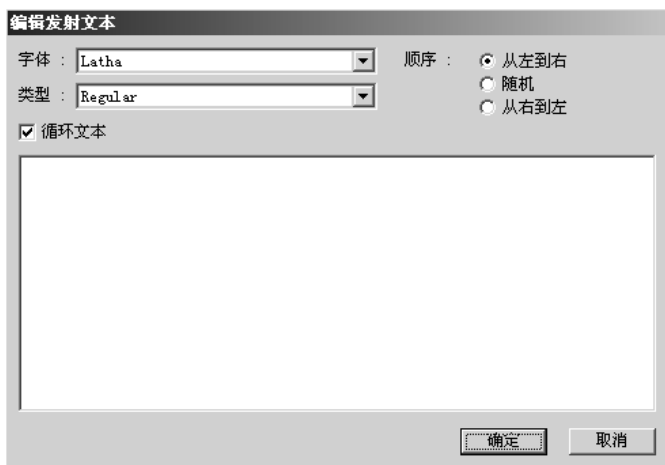 编辑发射文本
字体 : Latha
顺序 : 从左到右
随机
类型 : Regular
从右到左
循环文本
确定 取消